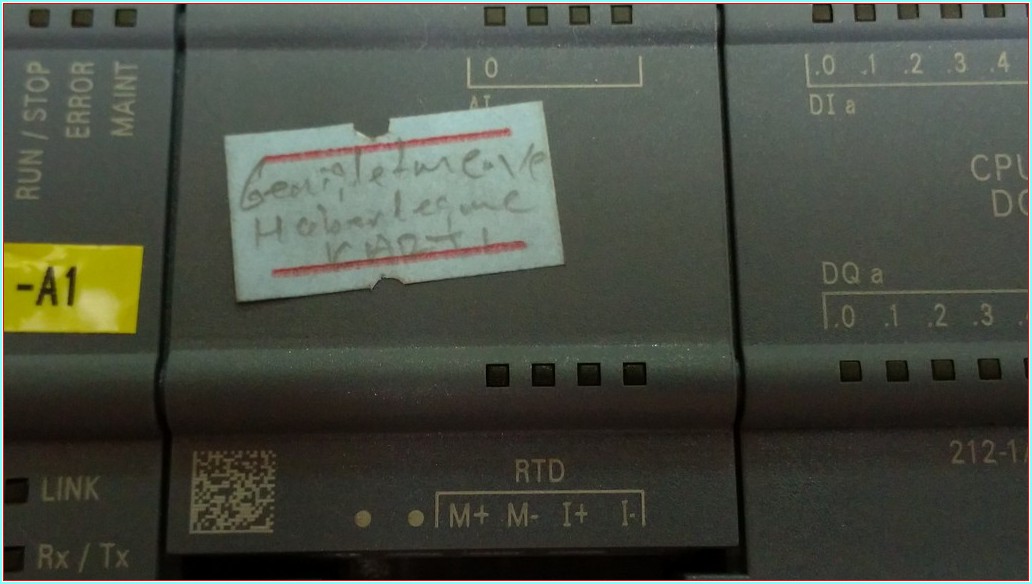 RUN / STOP
ERROR
MAINT
0
AI
.0 .1 .2 .3 .4
DI a
Genişletme ve
Haberleşme
KARTI
CPU
DC
-A1
DQ a
.0 .1 .2 .3
212-1
LINK
RTD
M+ M- I+ I-
Rx / Tx